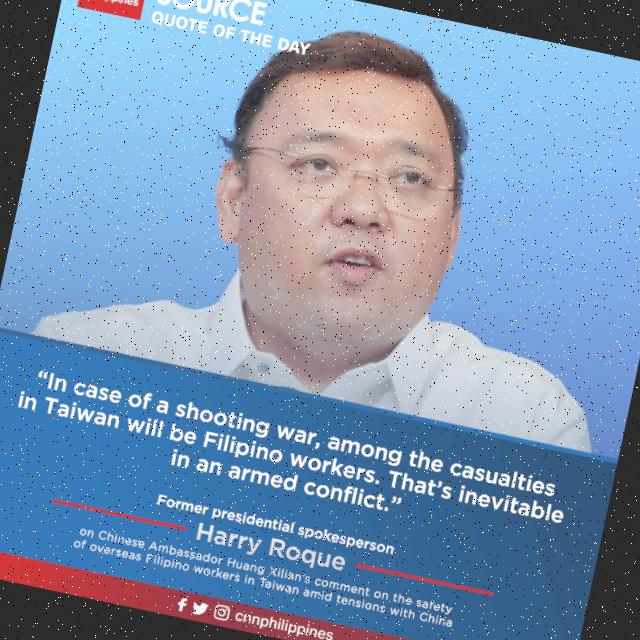 SOURCE
QUOTE OF THE DAY
“In case of a shooting war, among the casualties
in Taiwan will be Filipino workers. That’s inevitable
in an armed conflict.”
Former presidential spokesperson
Harry Roque
on Chinese Ambassador Huang Xilian’s comment on the safety
of overseas Filipino workers in Taiwan amid tensions with China
cnnphilippines